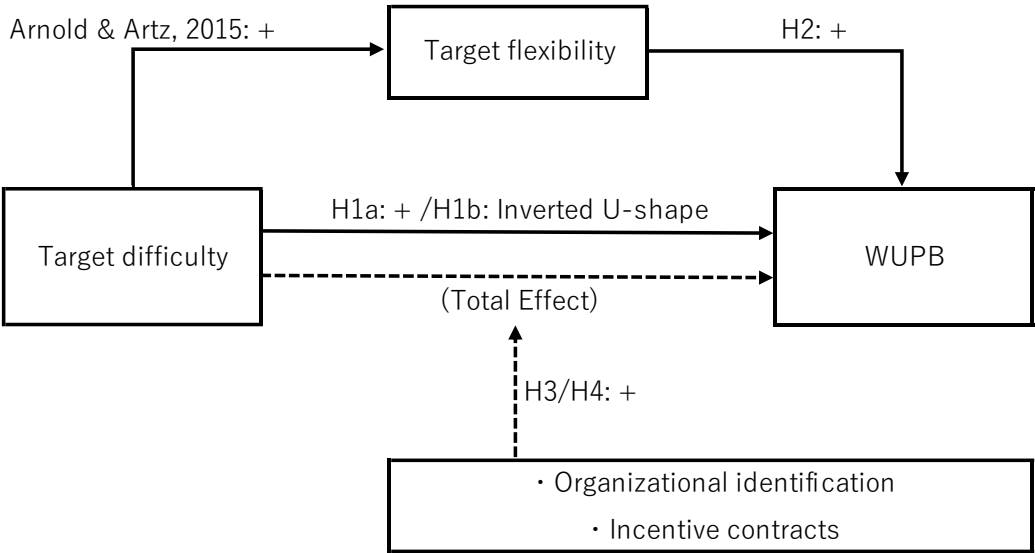 Arnold & Artz, 2015: +
Target flexibility
H2: +
H1a: + /H1b: Inverted U-shape
Target difficulty
WUPB
(Total Effect)
H3/H4: +
・Organizational identification
・Incentive contracts